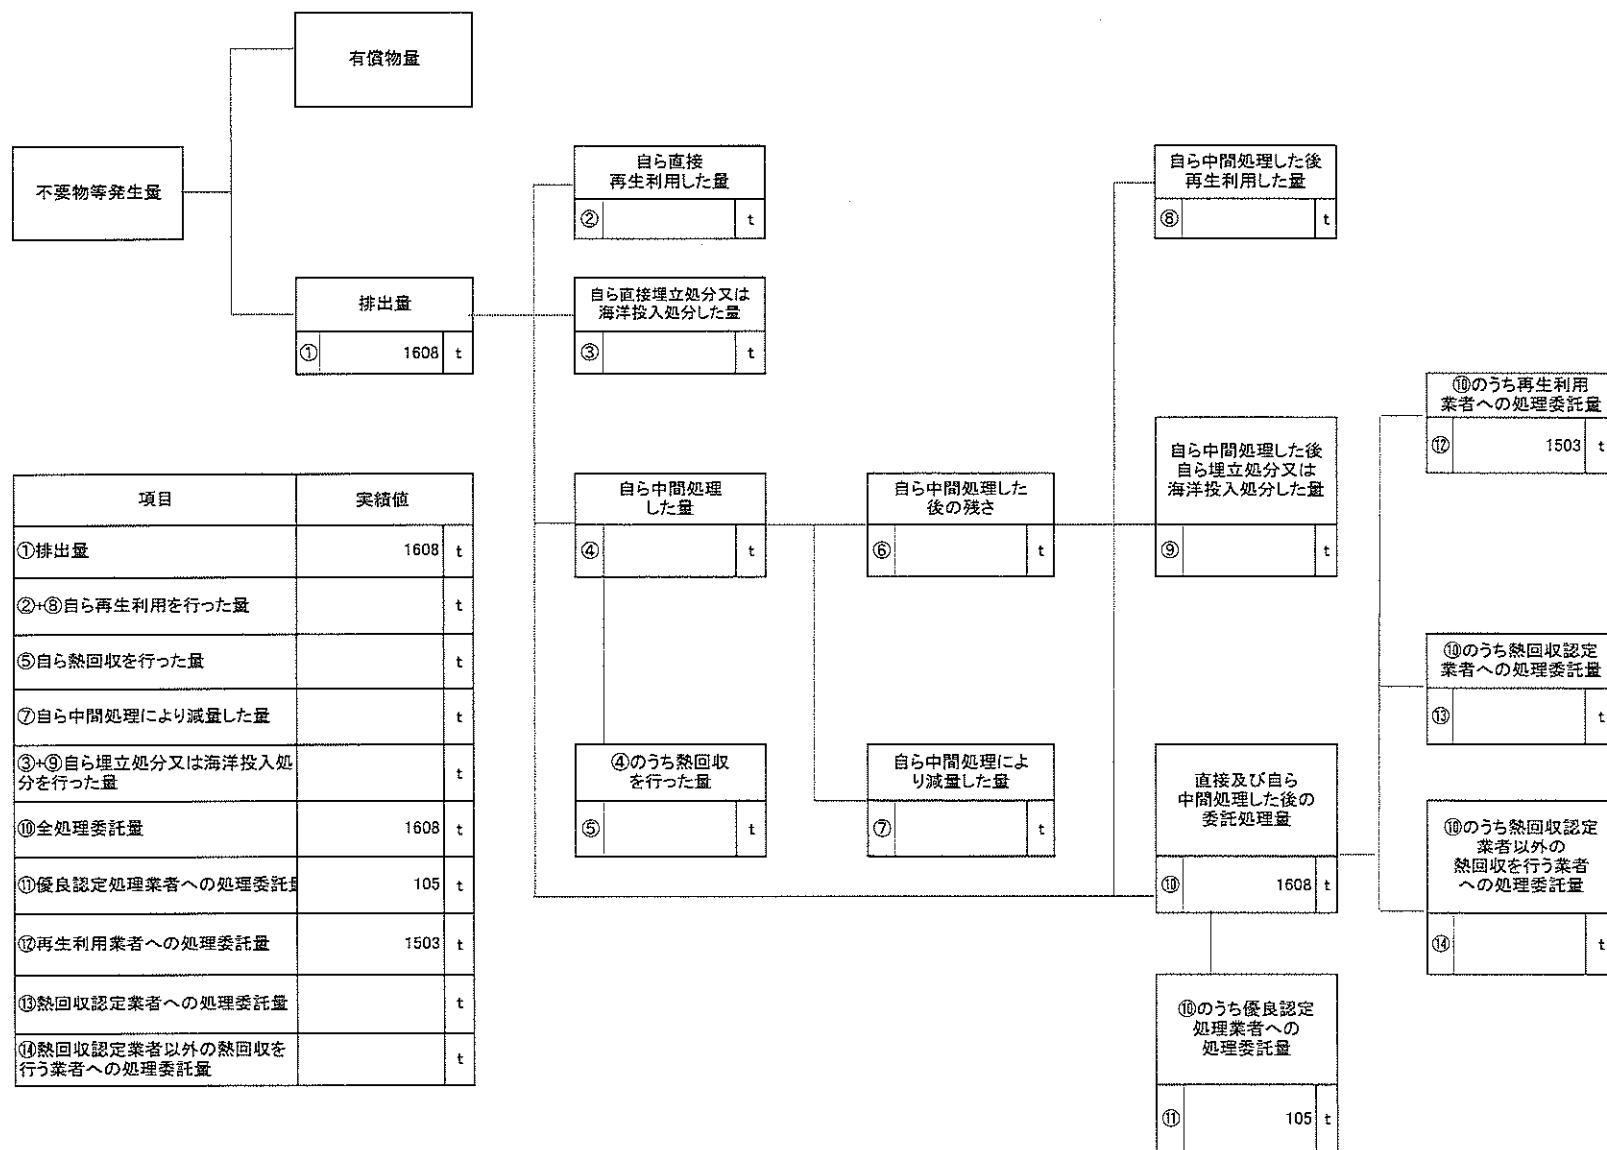 有償物量
不要物等発生量
排出量
① 1608 t
自ら直接
再生利用した量
② t
自ら直接埋立処分又は
海洋投入処分した量
③ t
自ら中間処理
した量
④ t
④のうち熱回収
を行った量
⑤ t
自ら中間処理した
後の残さ
⑥ t
自ら中間処理によ
り減量した量
⑦ t
自ら中間処理した後
再生利用した量
⑧ t
自ら中間処理した後
自ら埋立処分又は
海洋投入処分した量
⑨ t
直接及び自ら
中間処理した後の
委託処理量
⑩ 1608 t
⑩のうち優良認定
処理業者への
処理委託量
⑪ 105 t
⑩のうち再生利用
業者への処理委託量
⑫ 1503 t
⑩のうち熱回収認定
業者への処理委託量
⑬ t
⑩のうち熱回収認定
業者以外の
熱回収を行う業者
への処理委託量
⑭ t
項目 実績値
①排出量 1608 t
②+⑧自ら再生利用を行った量 t
⑤自ら熱回収を行った量 t
⑦自ら中間処理により減量した量 t
③+⑨自ら埋立処分又は海洋投入処
分を行った量 t
⑩全処理委託量 1608 t
⑪優良認定処理業者への処理委託量 105 t
⑫再生利用業者への処理委託量 1503 t
⑬熱回収認定業者への処理委託量 t
⑭熱回収認定業者以外の熱回収を
行う業者への処理委託量 t